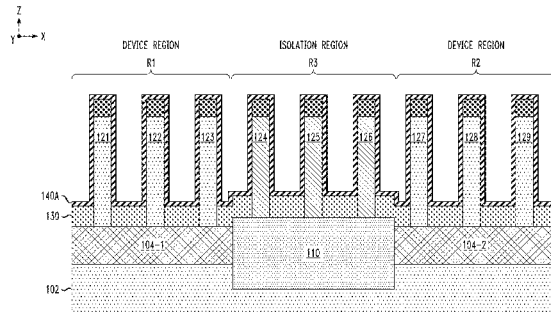 Z
Y X
DEVICE REGION ISOLATION REGION DEVICE REGION
R1 R3 R2
121 122 123 124 125 126 127 128 129
140A
130
104-1 110 104-2
102